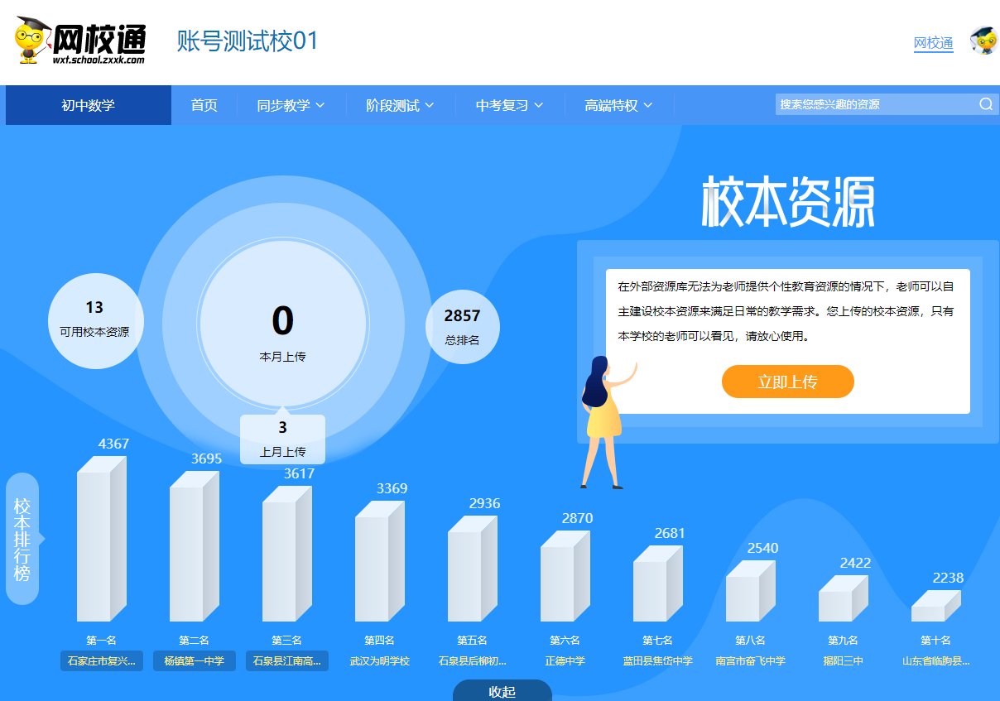 网校通
wxt.school.zxxk.com
账号测试校01
网校通
初中数学
首页
同步教学
阶段测试
中考复习
高端特权
搜索您感兴趣的资源
校本资源
13
可用校本资源
0
本月上传
2857
总排名
3
上月上传
在外部资源库无法为老师提供个性教育资源的情况下，老师可以自
主建设校本资源来满足日常的教学需求。您上传的校本资源，只有
本学校的老师可以看见，请放心使用。
立即上传
校本排行榜
4367
3695
3617
3369
2936
2870
2681
2540
2422
2238
第一名
第二名
第三名
第四名
第五名
第六名
第七名
第八名
第九名
第十名
石家庄市复兴...
杨镇第一中学
石泉县江南高...
武汉为明学校
石泉县后柳初...
正德中学
蓝田县焦岱中学
南宫市奋飞中学
揭阳三中
山东省临朐县...
收起